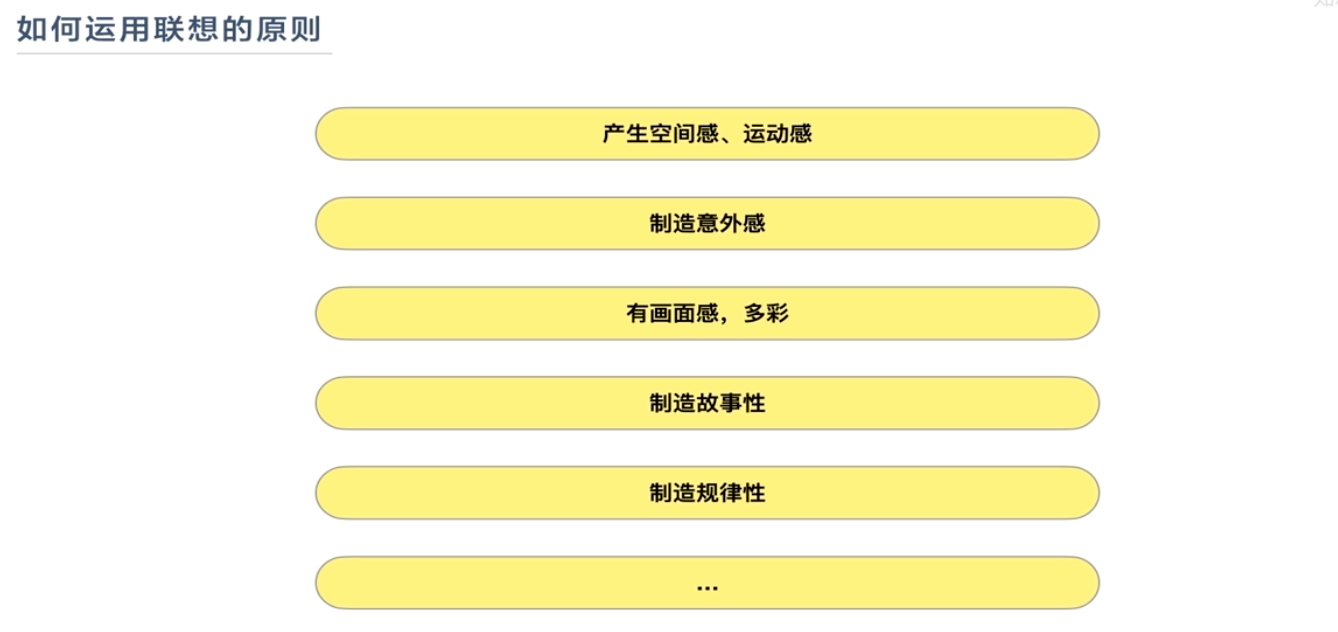 如何运用联想的原则
产生空间感、运动感
制造意外感
有画面感，多彩
制造故事性
制造规律性
...